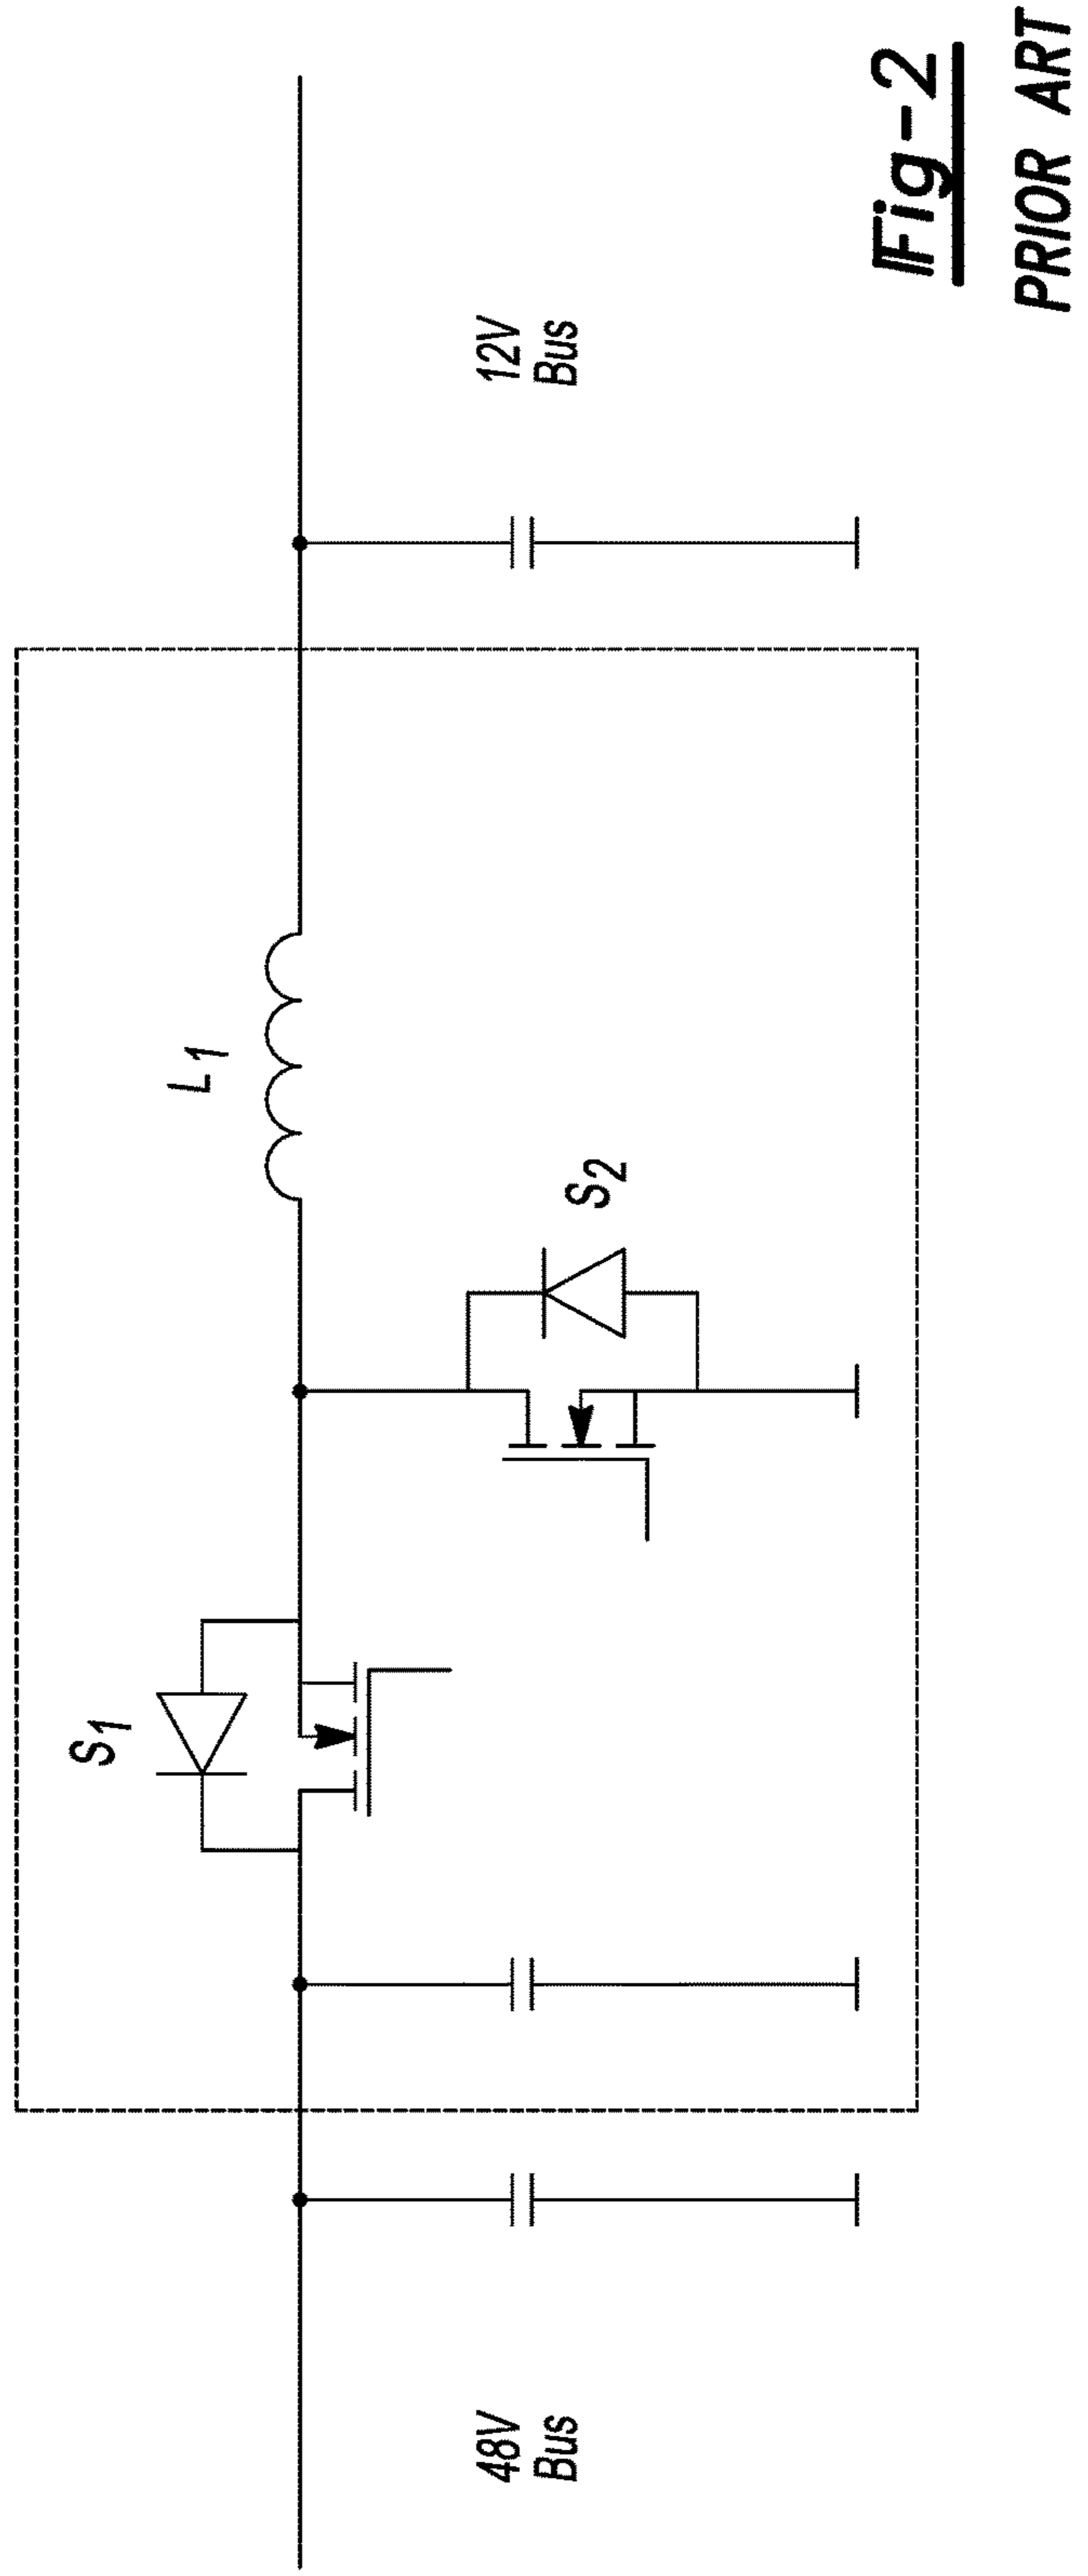 S1
L1
S2
48V
Bus
12V
Bus
Fig-2
PRIOR ART